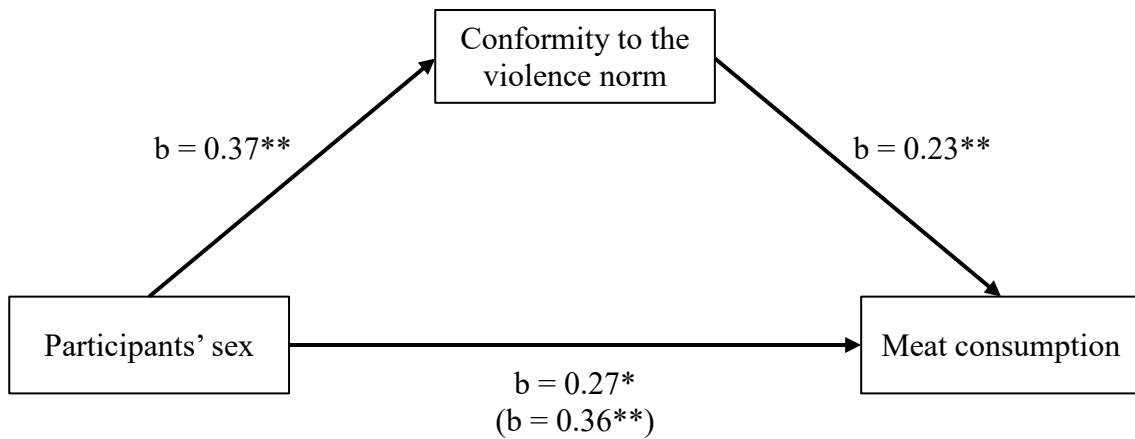 Conformity to the
violence norm
b = 0.37**
b = 0.23**
Participants’ sex
Meat consumption
b = 0.27*
(b = 0.36**)